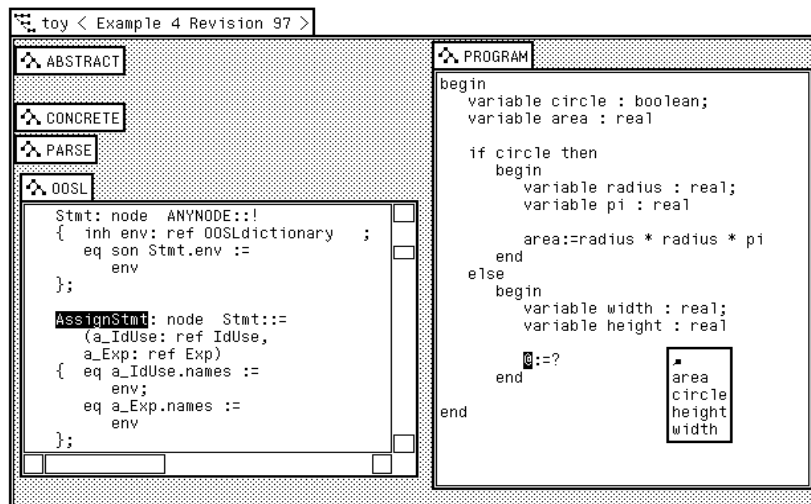 toy < Example 4 Revision 97 >
ABSTRACT
CONCRETE
PARSE
OOSL
Stmt: node  ANYNODE::!
{  inh env: ref OOSLdictionary   ;
eq son Stmt.env :=
env
};
AssignStmt: node  Stmt::=
(a_IdUse: ref IdUse,
a_Exp: ref Exp)
{  eq a_IdUse.names :=
env;
eq a_Exp.names :=
env
};
PROGRAM
begin
variable circle : boolean;
variable area : real
if circle then
begin
variable radius : real;
variable pi : real
area:=radius * radius * pi
end
else
begin
variable width : real;
variable height : real
@:=?
end
end
area
circle
height
width